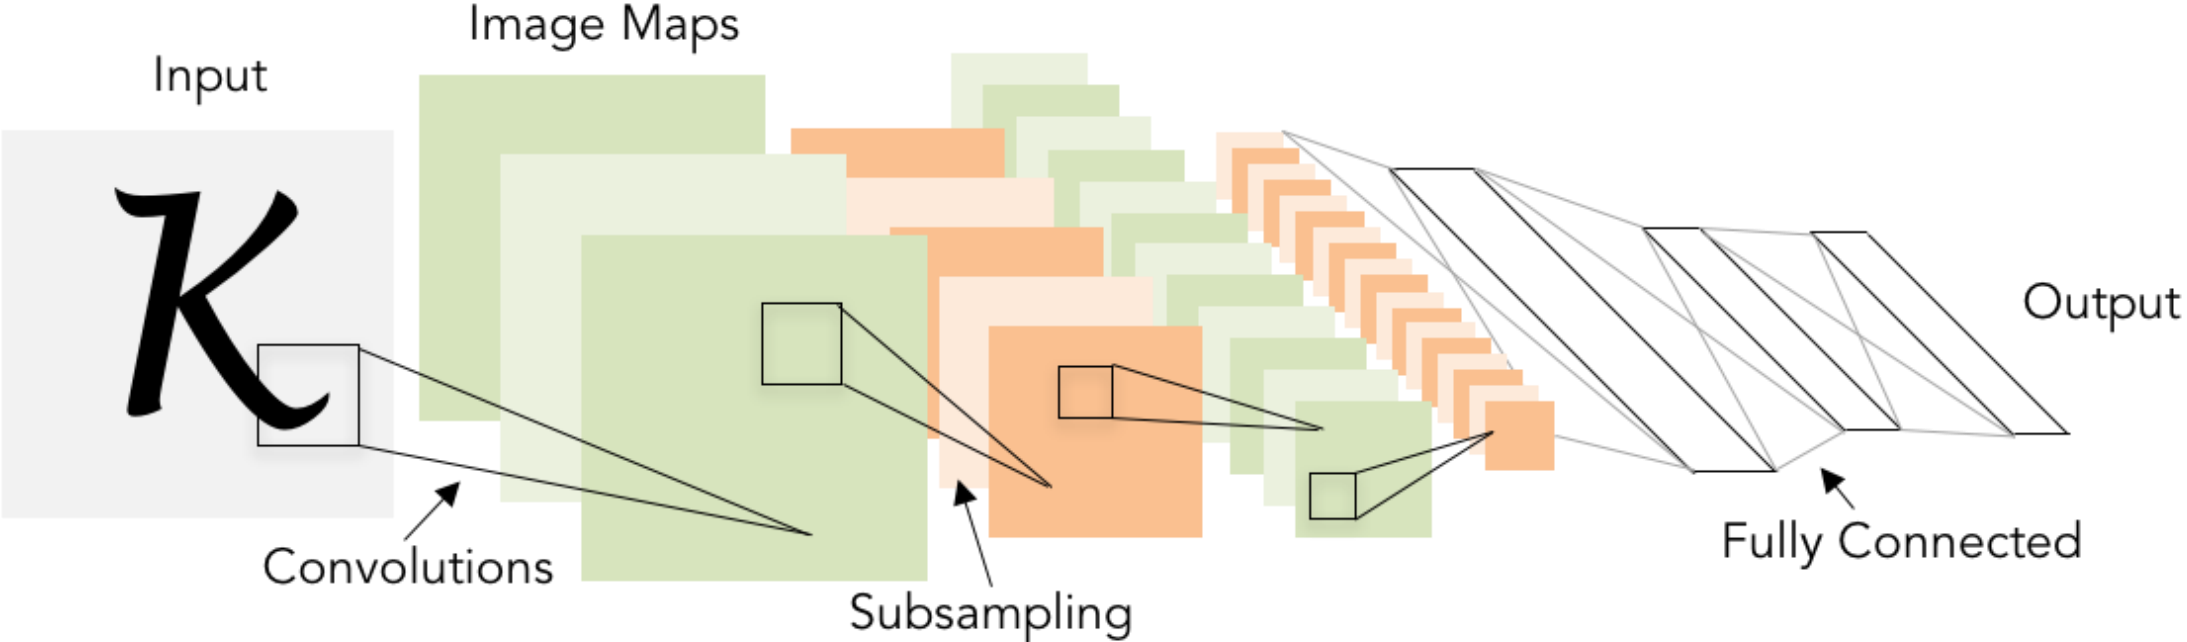 Image Maps
Input
K
Output
Convolutions
Subsampling
Fully Connected